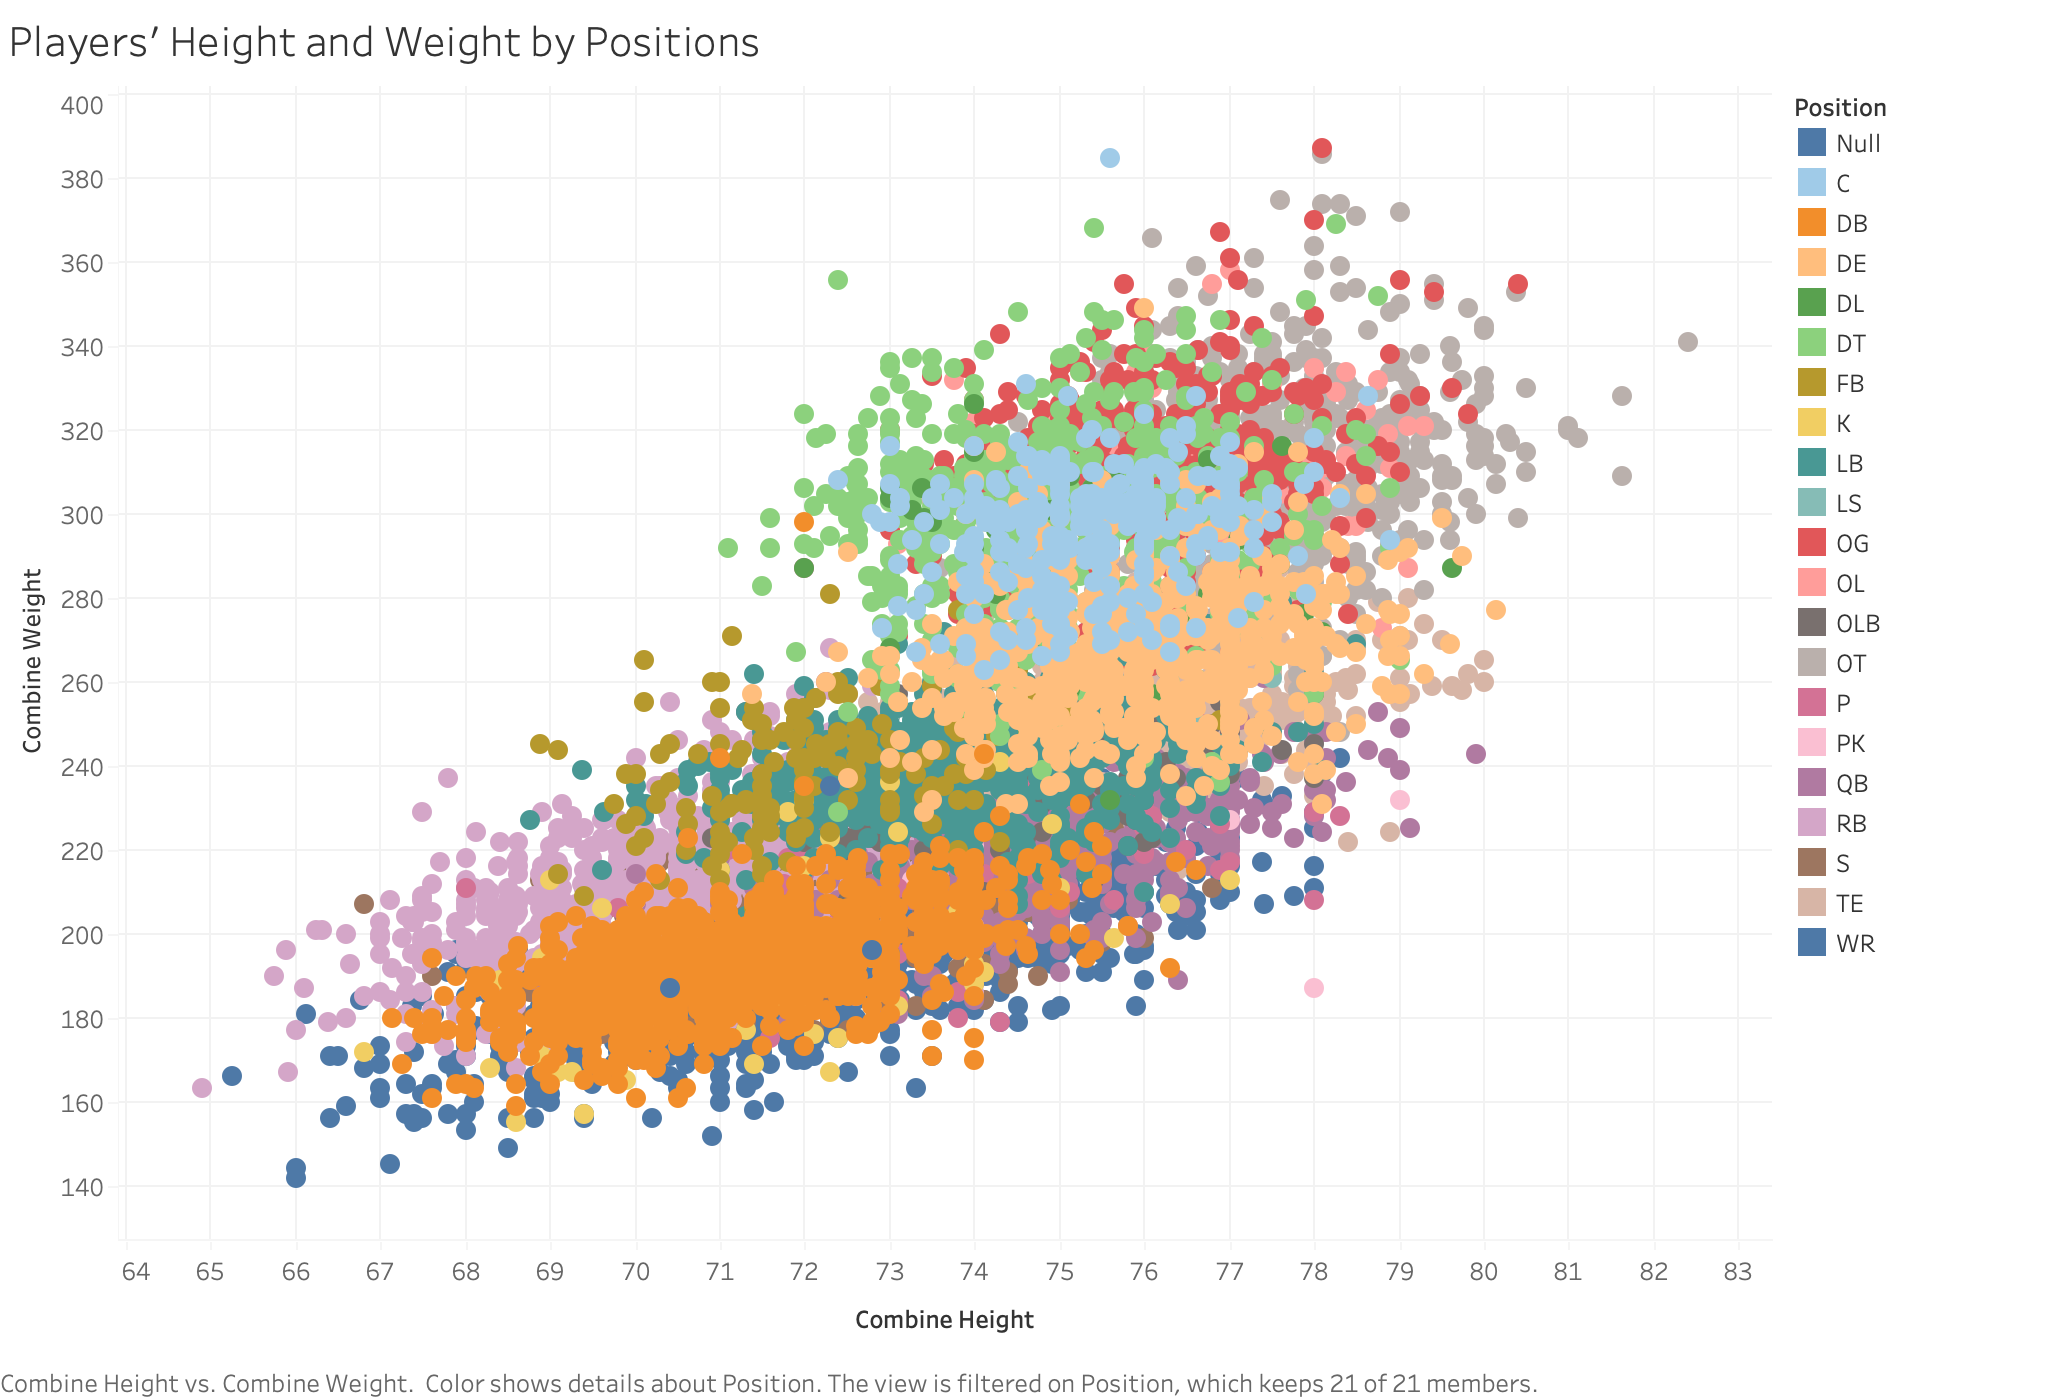 Players’ Height and Weight by Positions
Position
Null
C
DB
DE
DL
DT
FB
K
LB
LS
OG
OL
OLB
OT
P
PK
QB
RB
S
TE
WR
Combine Weight
400
380
360
340
320
300
280
260
240
220
200
180
160
140
64 65 66 67 68 69 70 71 72 73 74 75 76 77 78 79 80 81 82 83
Combine Height
Combine Height vs. Combine Weight.  Color shows details about Position. The view is filtered on Position, which keeps 21 of 21 members.